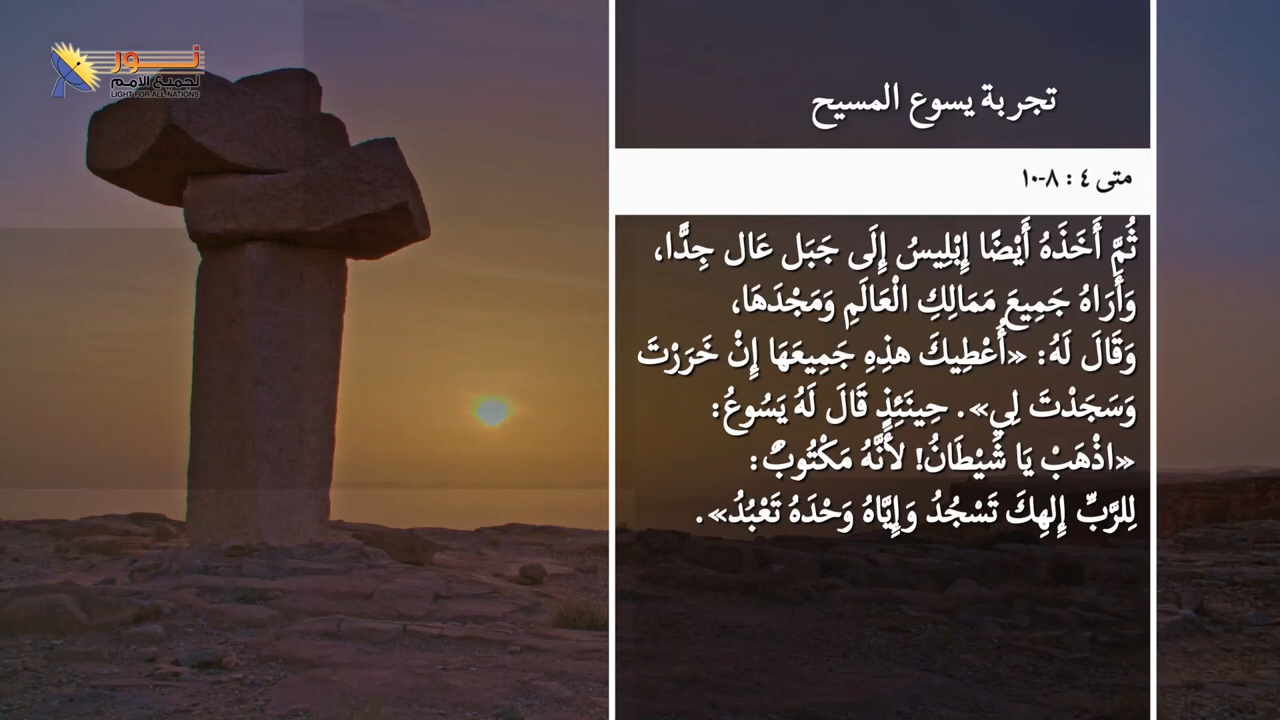 نور
لجميع الامم
LIGHT FOR ALL NATIONS
تجربة يسوع المسيح
متى ٤ : ٨-١٠
ثُمَّ أَخَذَهُ أَيْضًا إِبْلِيسُ إِلَى جَبَل عَال جِدًّا،
وَأَرَاهُ جَمِيعَ مَمَالِكِ الْعَالَمِ وَمَجْدَهَا،
وَقَالَ لَهُ: «أُعْطِيكَ هذِهِ جَمِيعَهَا إِنْ خَرَرْتَ
وَسَجَدْتَ لِي». حِينَئِذٍ قَالَ لَهُ يَسُوعُ:
«اذْهَبْ يَا شَيْطَانُ! لأَنَّهُ مَكْتُوبٌ:
لِلرَّبِّ إِلهِكَ تَسْجُدُ وَإِيَّاهُ وَحْدَهُ تَعْبُدُ».